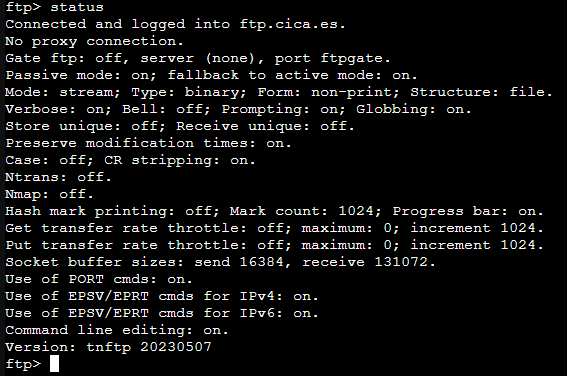 ftp> status
Connected and logged into ftp.cica.es.
No proxy connection.
Gate ftp: off, server (none), port ftpgate.
Passive mode: on; fallback to active mode: on.
Mode: stream; Type: binary; Form: non-print; Structure: file.
Verbose: on; Bell: off; Prompting: on; Globbing: on.
Store unique: off; Receive unique: off.
Preserve modification times: on.
Case: off; CR stripping: on.
Ntrans: off.
Nmap: off.
Hash mark printing: off; Mark count: 1024; Progress bar: on.
Get transfer rate throttle: off; maximum: 0; increment 1024.
Put transfer rate throttle: off; maximum: 0; increment 1024.
Socket buffer sizes: send 16384, receive 131072.
Use of PORT cmds: on.
Use of EPSV/EPRT cmds for IPv4: on.
Use of EPSV/EPRT cmds for IPv6: on.
Command line editing: on.
Version: tnftp 20230507
ftp>